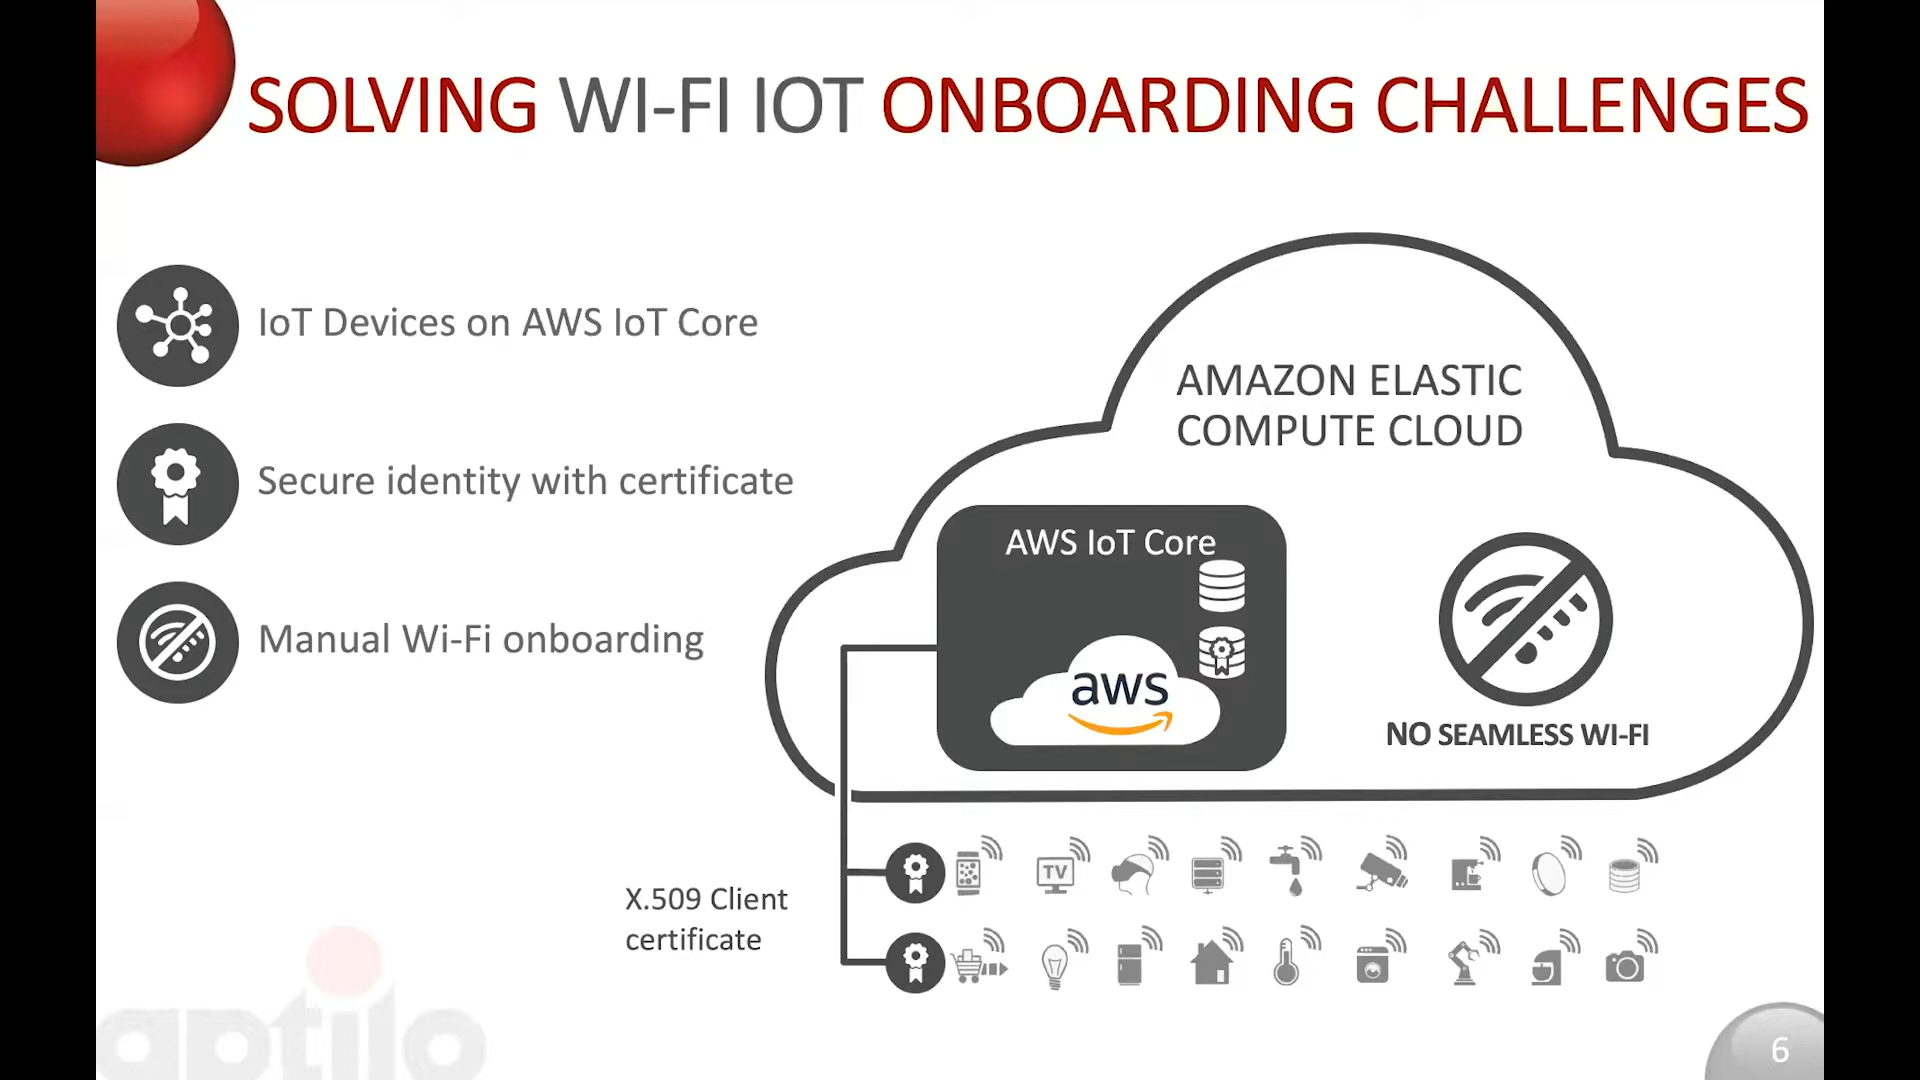 SOLVING WI-FI IOT ONBOARDING CHALLENGES
IoT Devices on AWS IoT Core
Secure identity with certificate
Manual Wi-Fi onboarding
AMAZON ELASTIC
COMPUTE CLOUD
AWS IoT Core
aws
NO SEAMLESS WI-FI
X.509 Client
certificate
TV
aptilo
6